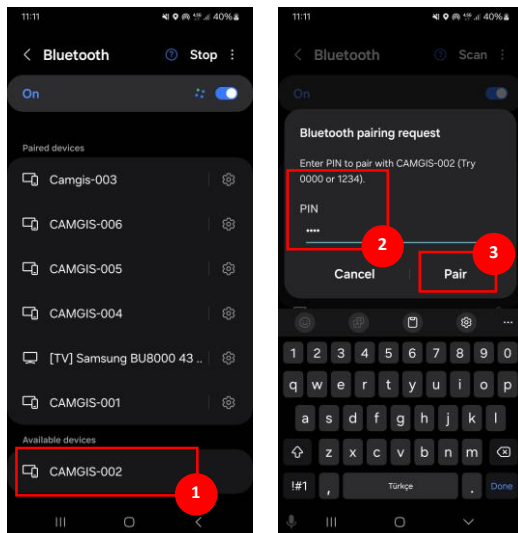 11:11
40%
Bluetooth
Stop
On
Paired devices
Camgis-003
CAMGIS-006
CAMGIS-005
CAMGIS-004
[TV] Samsung BU8000 43 ..
CAMGIS-001
Available devices
CAMGIS-002
1
11:11
40%
Bluetooth
Scan
On
Bluetooth pairing request
Enter PIN to pair with CAMGIS-002 (Try
0000 or 1234).
PIN
••••
2
3
Cancel
Pair
1 2 3 4 5 6 7 8 9 0
q w e r t y u i o p
a s d f g h j k l
z x c v b n m
!#1 , Türkçe . Done